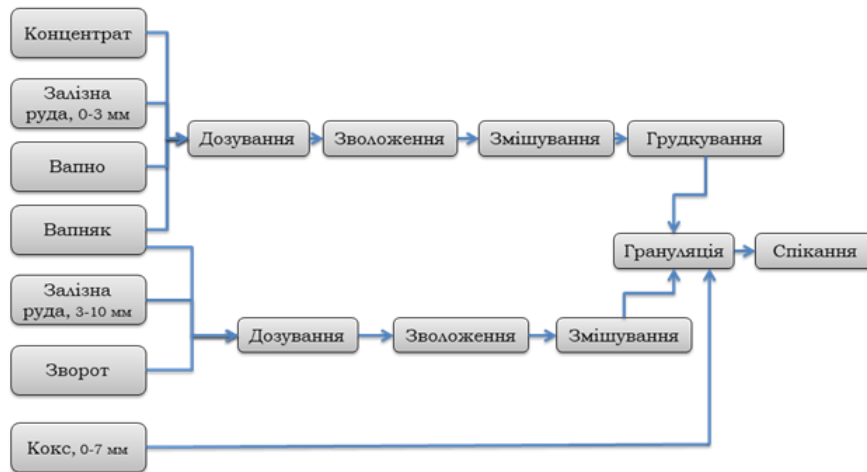 Концентрат
Залізна
руда, 0-3 мм
Вапно
Вапняк
Залізна
руда, 3-10 мм
Зворот
Кокс, 0-7 мм
Дозування
Зволоження
Змішування
Грудкування
Грануляція
Спікання
Дозування
Зволоження
Змішування